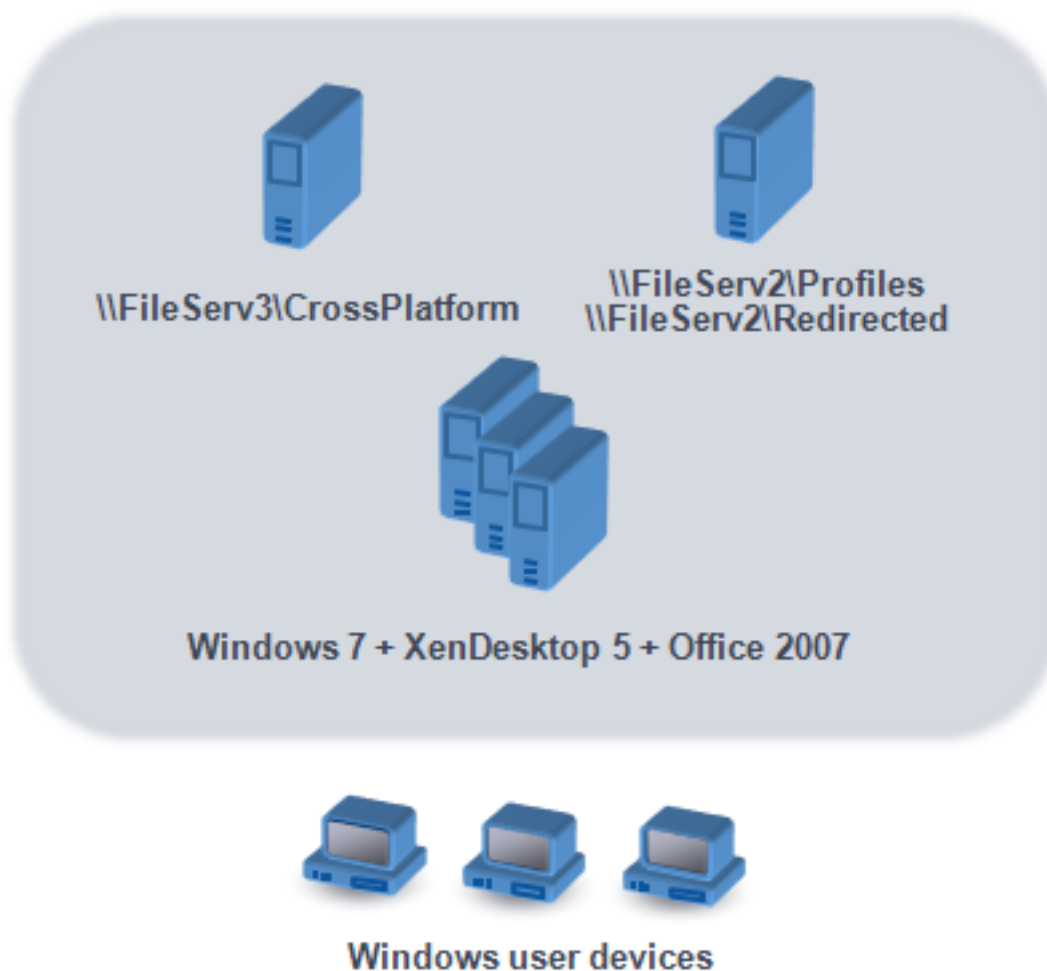 \\FileServ3\CrossPlatform
\\FileServ2\Profiles
\\FileServ2\Redirected
Windows 7 + XenDesktop 5 + Office 2007
Windows user devices